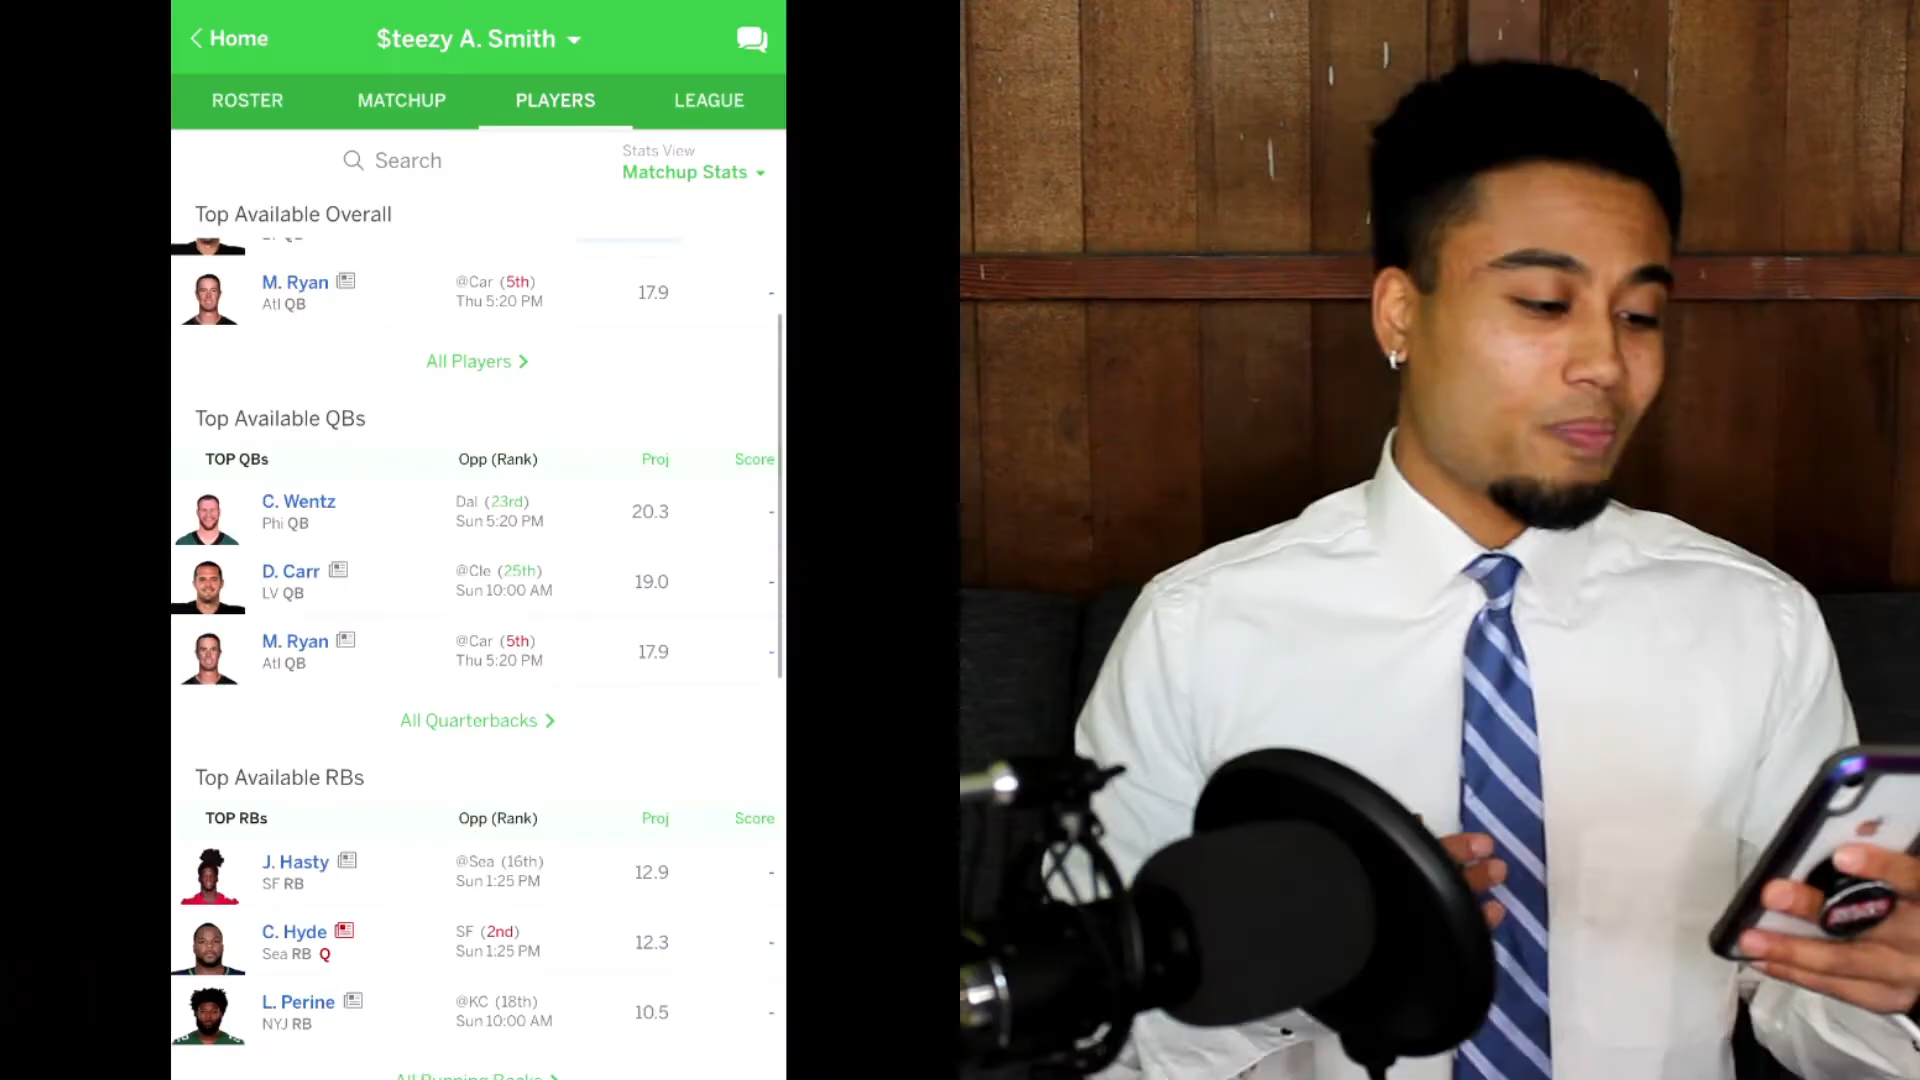 Home
$teezy A. Smith
ROSTER MATCHUP PLAYERS LEAGUE
Search
Stats View
Matchup Stats
Top Available Overall
M. Ryan @Car (5th) 17.9 -
Atl QB Thu 5:20 PM
All Players
Top Available QBs
TOP QBs Opp (Rank) Proj Score
C. Wentz Dal (23rd) 20.3 -
Phi QB Sun 5:20 PM
D. Carr @Cle (25th) 19.0 -
LV QB Sun 10:00 AM
M. Ryan @Car (5th) 17.9 -
Atl QB Thu 5:20 PM
All Quarterbacks
Top Available RBs
TOP RBs Opp (Rank) Proj Score
J. Hasty @Sea (16th) 12.9 -
SF RB Sun 1:25 PM
C. Hyde SF (2nd) 12.3 -
Sea RB Q Sun 1:25 PM
L. Perine @KC (18th) 10.5 -
NYJ RB Sun 10:00 AM
All Running Backs